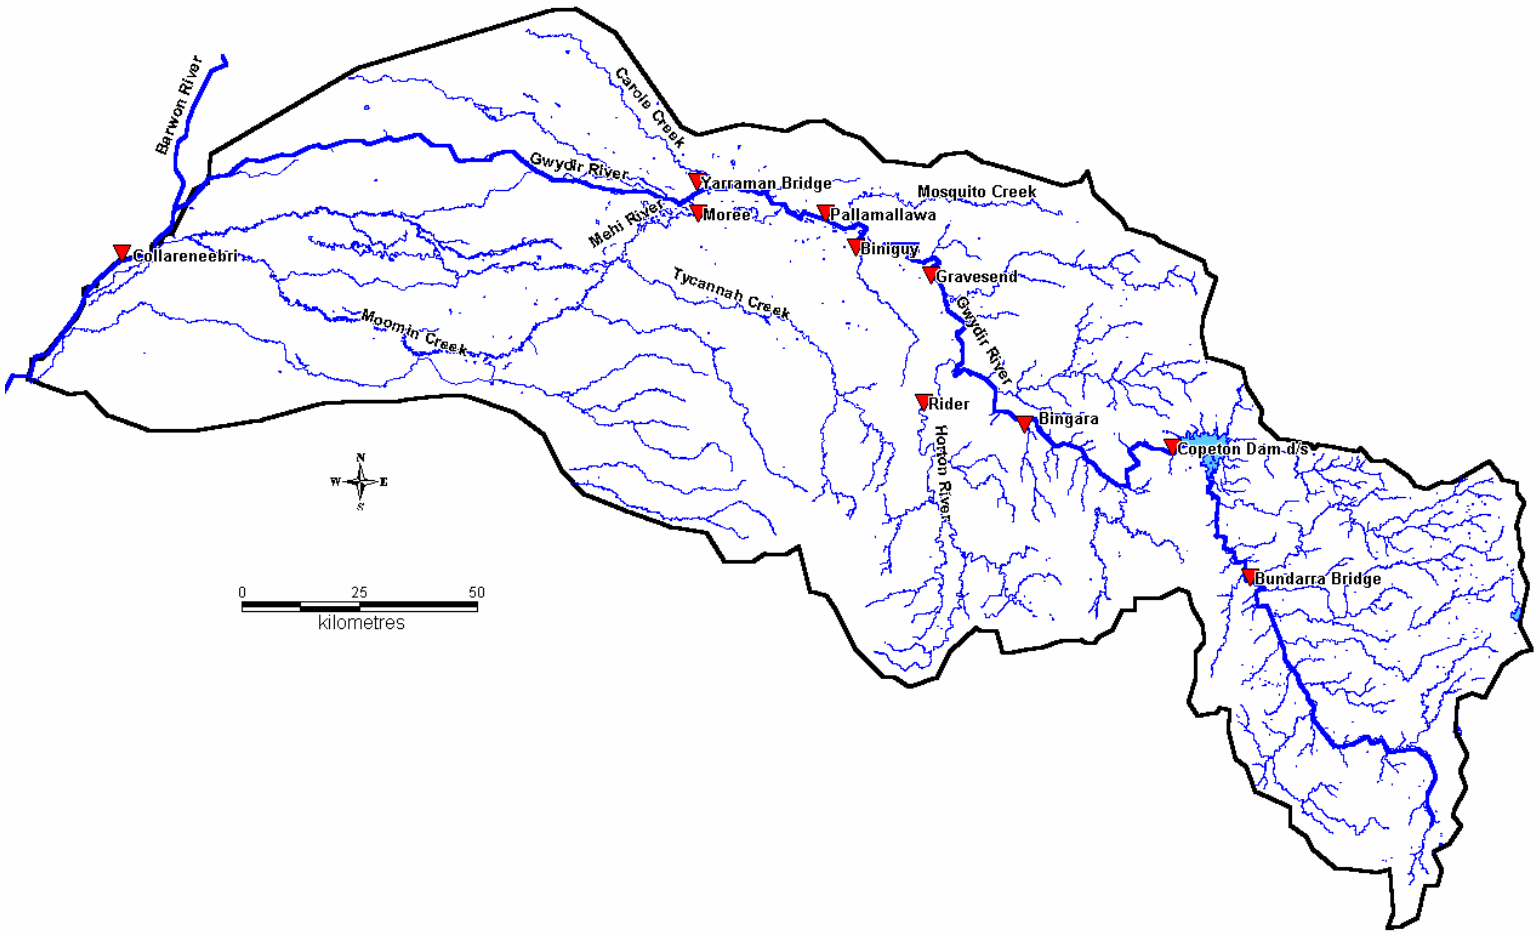 Barwon River
Carole Creek
Gwydir River
Yarraman Bridge
Mosquito Creek
Mehi River
Moree
Pallamallawa
Collareneebri
Biniguy
Gravesend
Tycannah Creek
Gwydir River
Moomin Creek
Rider
Bingara
Horton River
Copeton Dam d/s
N
W E
S
Bundarra Bridge
0 25 50
kilometres